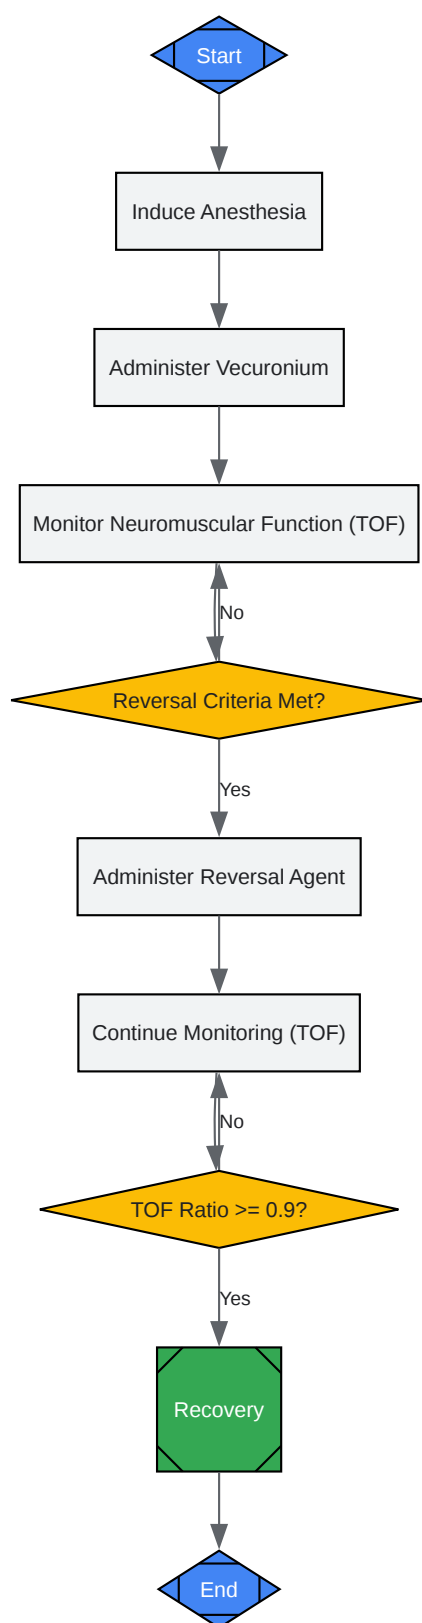 Start
Induce Anesthesia
Administer Vecuronium
Monitor Neuromuscular Function (TOF)
No
Reversal Criteria Met?
Yes
Administer Reversal Agent
Continue Monitoring (TOF)
No
TOF Ratio >= 0.9?
Yes
Recovery
End